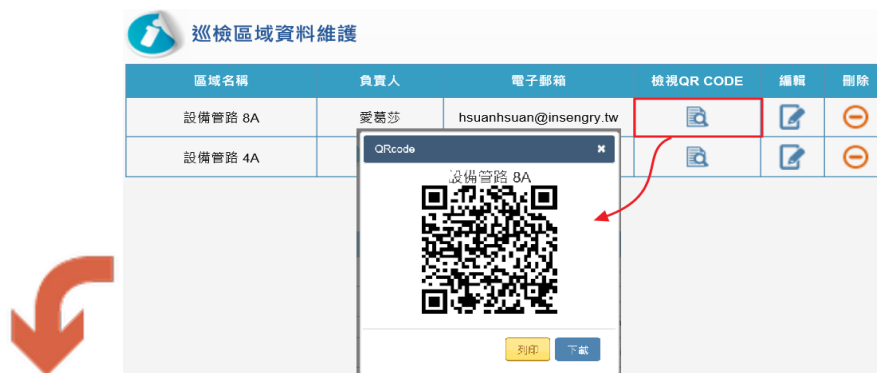 巡檢區域資料維護
區域名稱 負責人 電子郵箱 檢視QR CODE 編輯 刪除
設備管路 8A 愛葛莎 hsuanhsuan@insengry.tw
設備管路 4A
QRcode ×
設備管路 8A
列印 下載